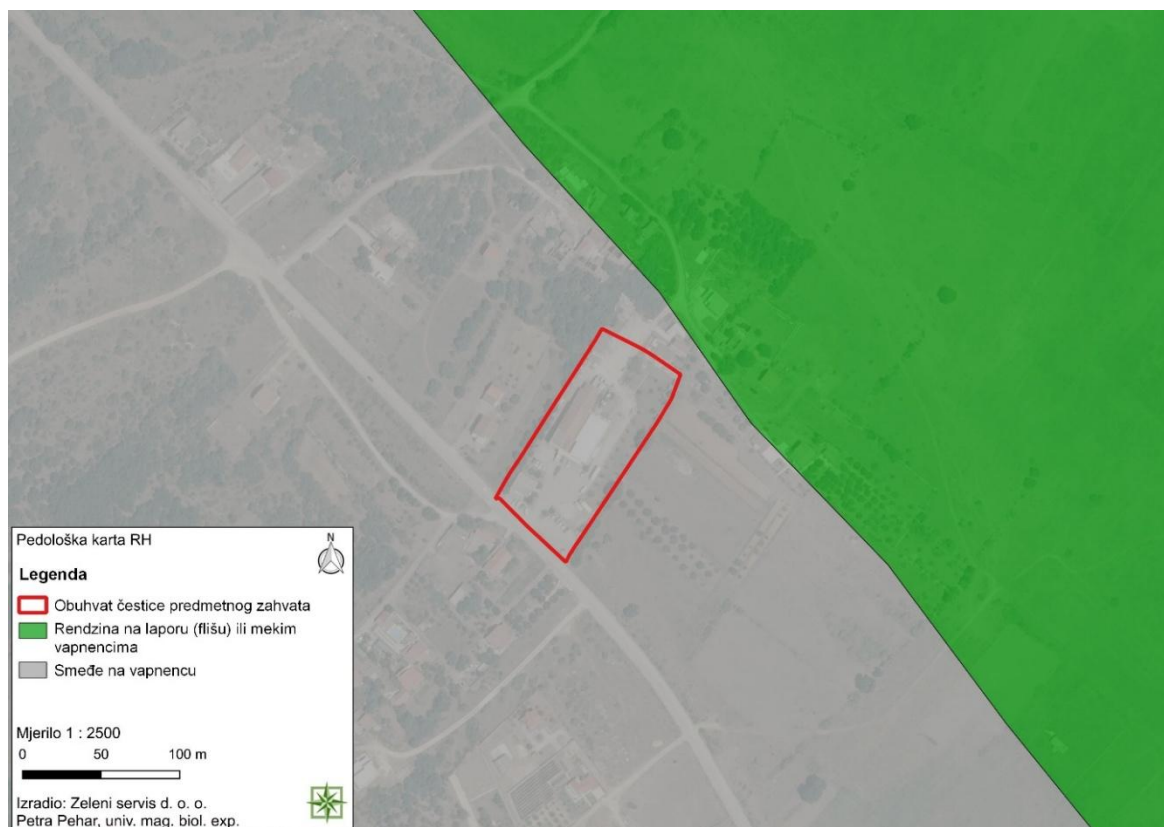 Pedološka karta RH
N
Legenda
Obuhvat čestice predmetnog zahvata
Rendzina na laporu (flišu) ili mekim
vapnencima
Smeđe na vapnencu
Mjerilo 1 : 2500
0 50 100 m
Izradio: Zeleni servis d. o. o.
Petra Pehar, univ. mag. biol. exp.